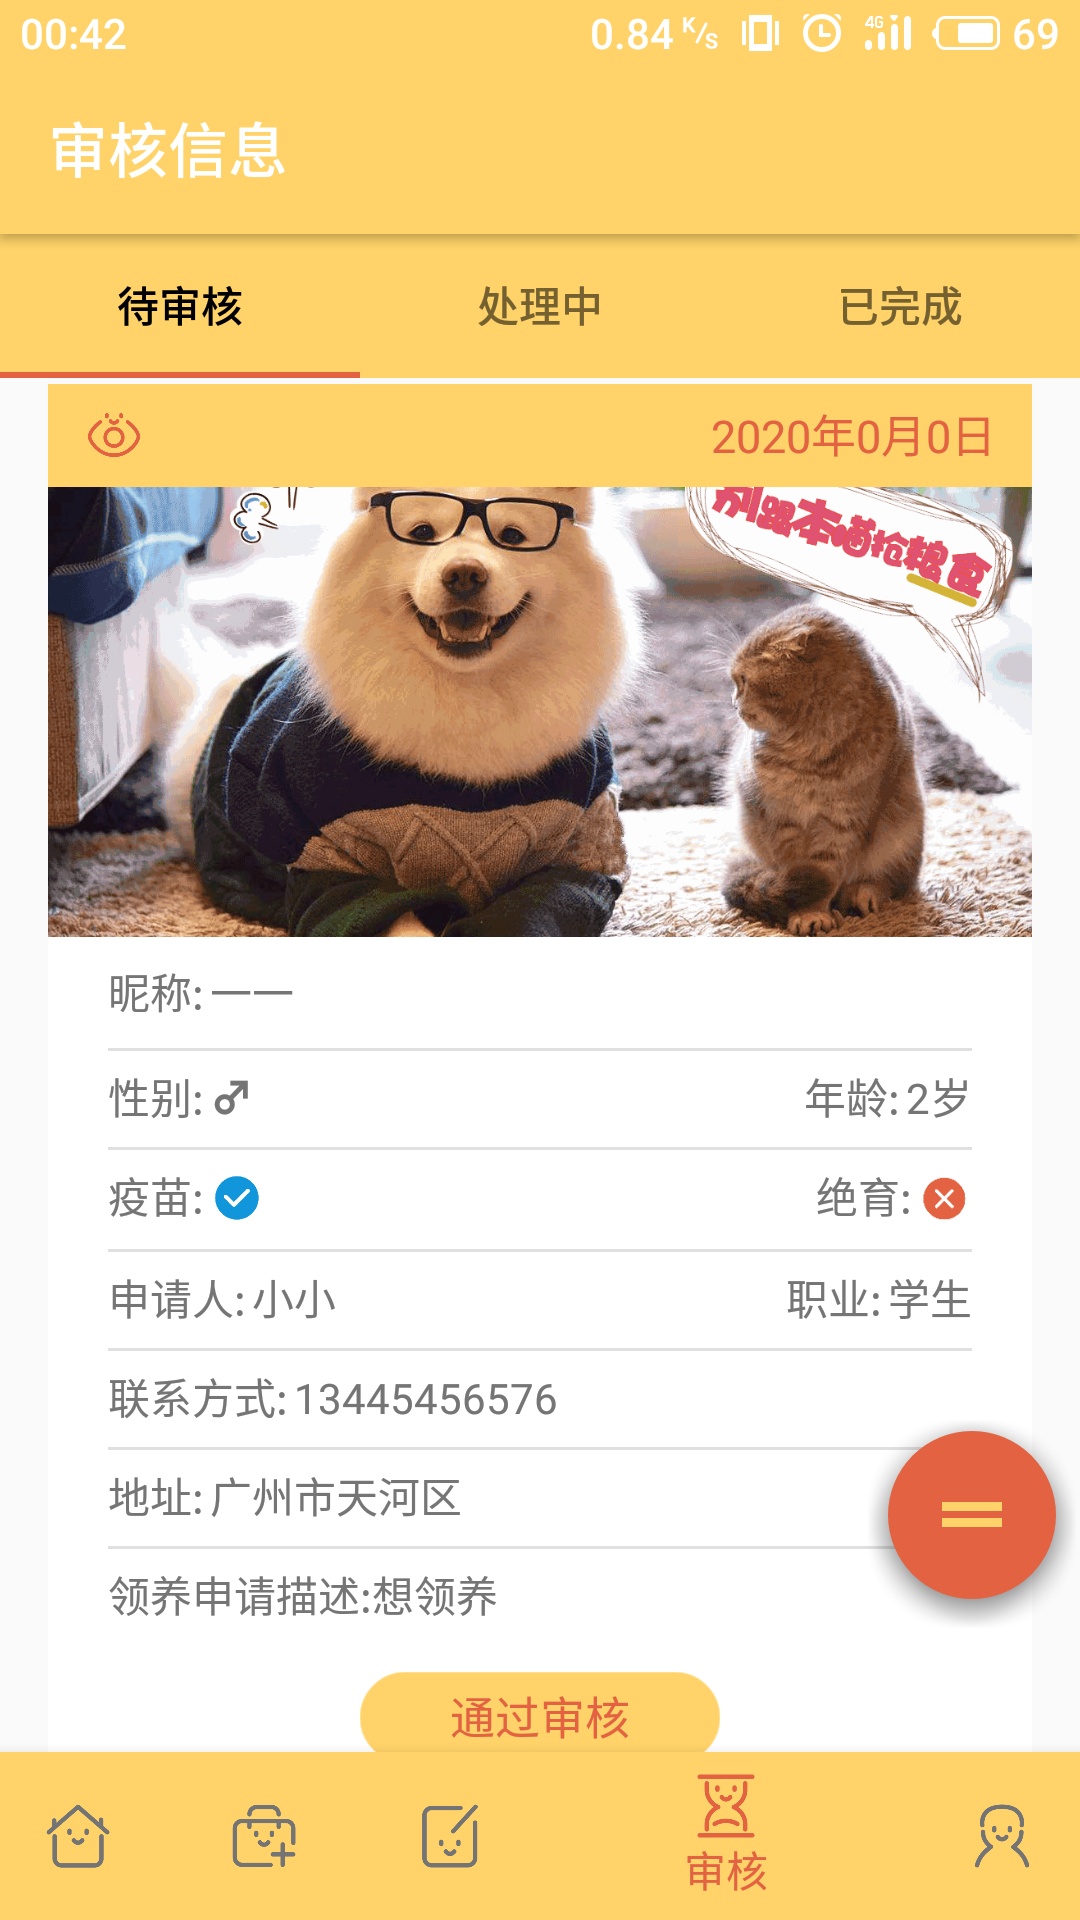 00:42 0.84 K/s 4G 69
审核信息
待审核 处理中 已完成
2020年0月0日
别跟本喵抢粮食
昵称: 一一
性别: ♂ 年龄: 2岁
疫苗: 绝育:
申请人: 小小 职业: 学生
联系方式: 13445456576
地址: 广州市天河区
领养申请描述:想领养
通过审核
审核